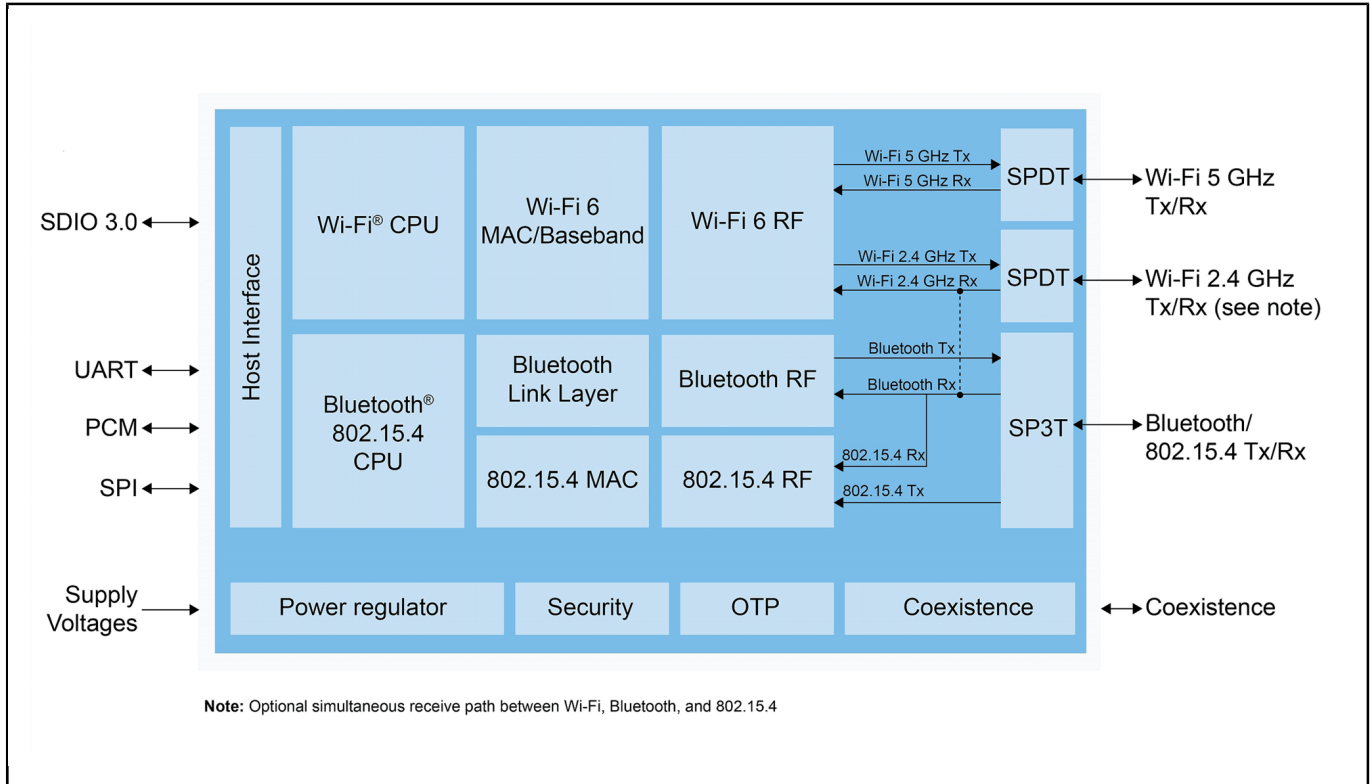 SDIO 3.0
UART
PCM
SPI
Supply
Voltages
Host Interface
Wi-Fi® CPU
Wi-Fi 6
MAC/Baseband
Wi-Fi 6 RF
Bluetooth®
802.15.4
CPU
Bluetooth
Link Layer
Bluetooth RF
802.15.4 MAC
802.15.4 RF
Wi-Fi 5 GHz Tx
Wi-Fi 5 GHz Rx
Wi-Fi 2.4 GHz Tx
Wi-Fi 2.4 GHz Rx
Bluetooth Tx
Bluetooth Rx
802.15.4 Rx
802.15.4 Tx
SPDT
SPDT
SP3T
Wi-Fi 5 GHz
Tx/Rx
Wi-Fi 2.4 GHz
Tx/Rx (see note)
Bluetooth/
802.15.4 Tx/Rx
Power regulator
Security
OTP
Coexistence
Coexistence
Note: Optional simultaneous receive path between Wi-Fi, Bluetooth, and 802.15.4